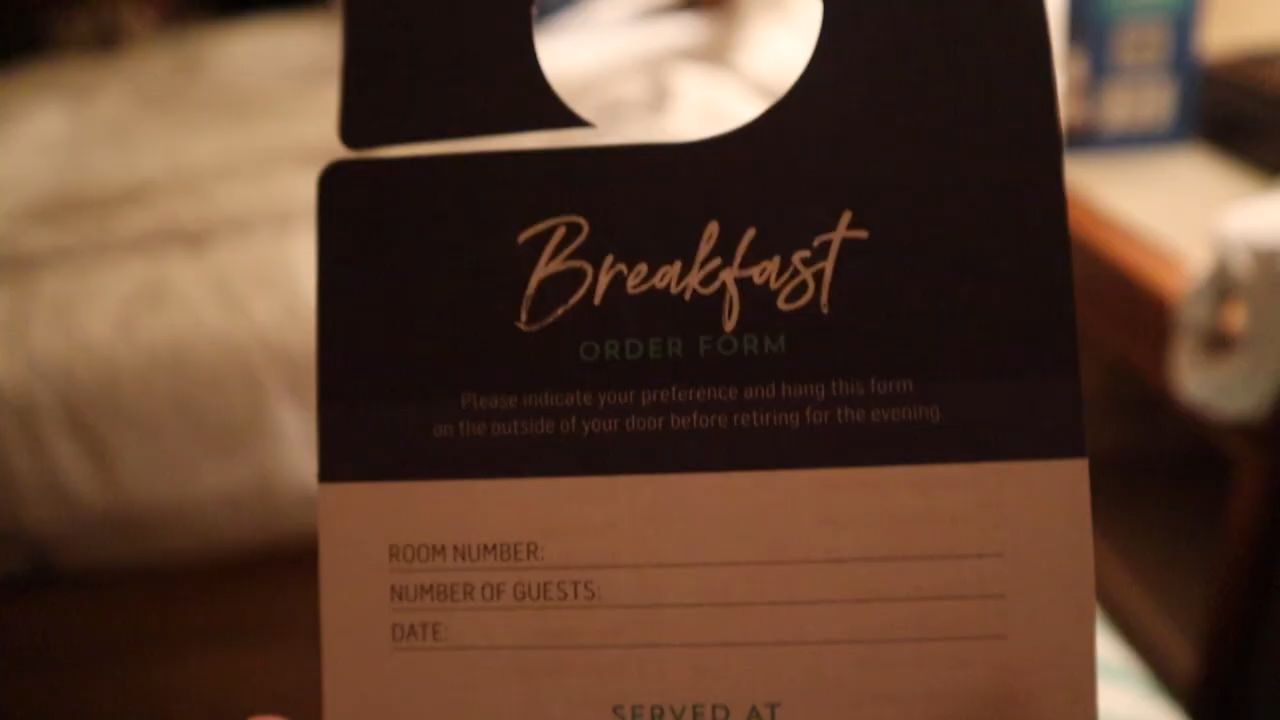 Breakfast
ORDER FORM
Please indicate your preference and hang this form
on the outside of your door before retiring for the evening.
ROOM NUMBER:
NUMBER OF GUESTS:
DATE:
SERVED AT